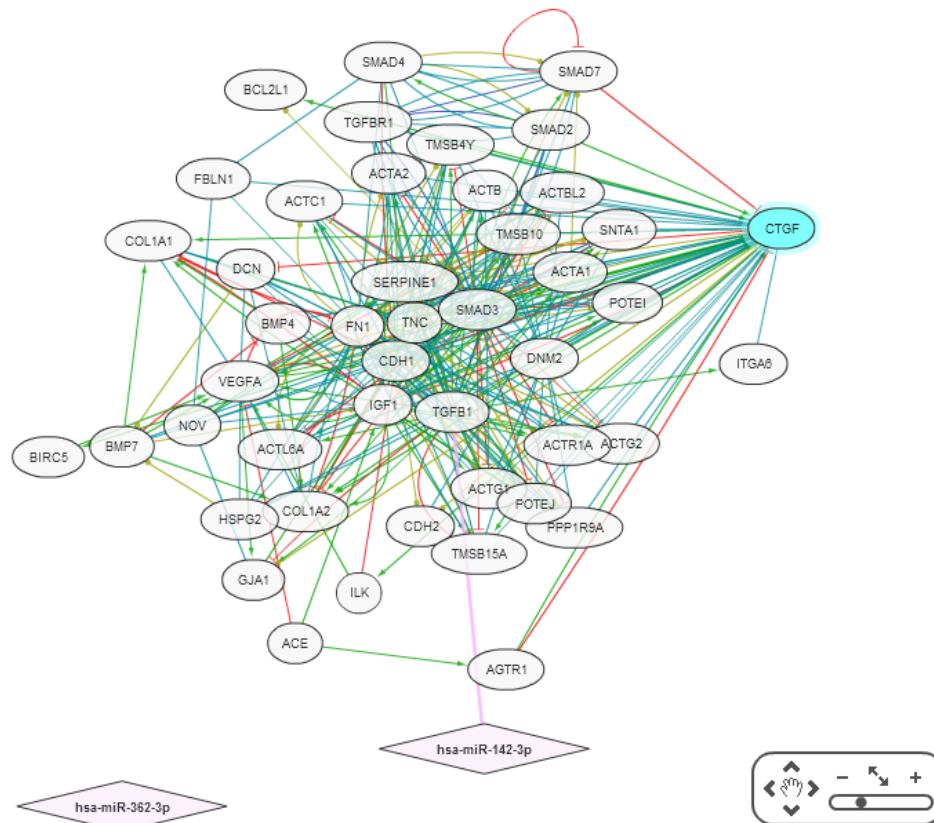 SMAD4
SMAD7
BCL2L1
TGFBR1
SMAD2
TMSB4Y
ACTA2
FBLN1
ACTB
ACTBL2
ACTC1
CTGF
COL1A1
TMSB10
SNTA1
DCN
ACTA1
SERPINE1
POTEI
SMAD3
BMP4
FN1
TNC
DNM2
CDH1
ITGA6
VEGFA
IGF1
TGFB1
NOV
BMP7
ACTL6A
ACTR1A
ACTG2
BIRC5
ACTG1
POTEJ
HSPG2
COL1A2
CDH2
PPP1R9A
TMSB15A
GJA1
ILK
ACE
AGTR1
hsa-miR-142-3p
hsa-miR-362-3p